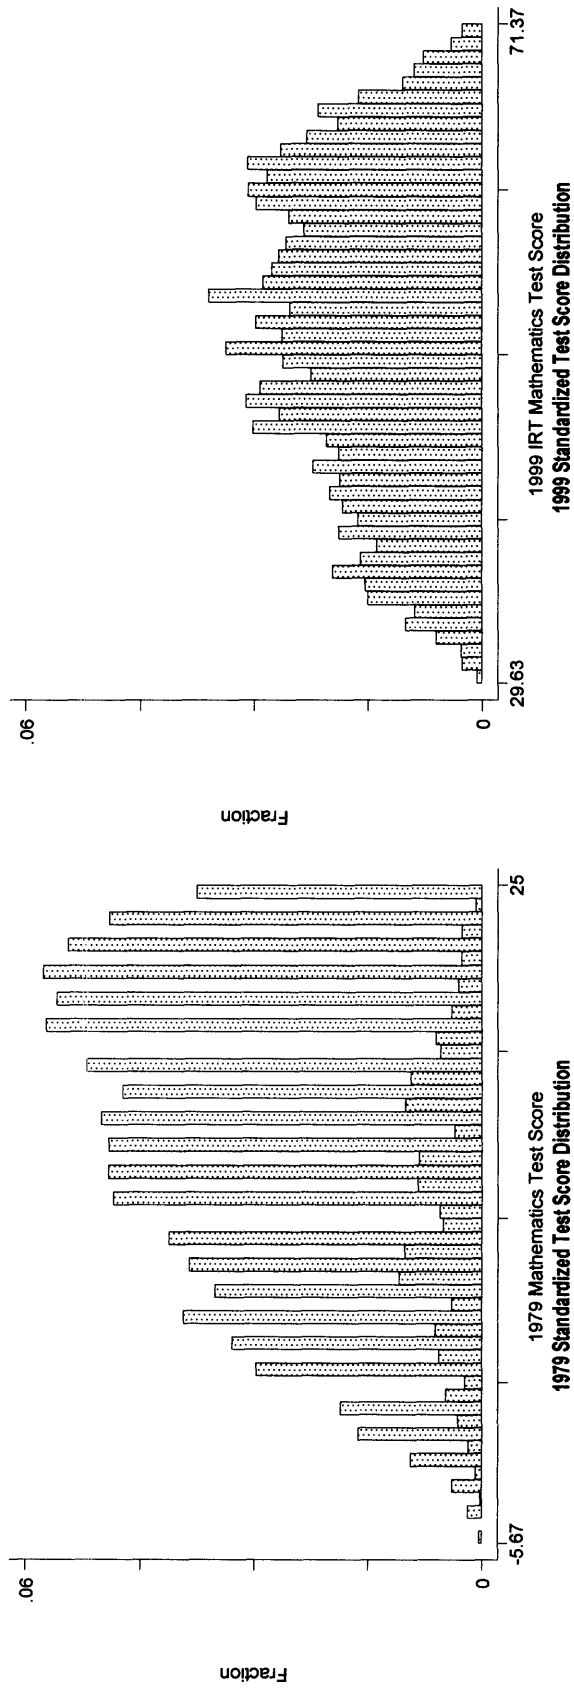 .06
Fraction
0
-5.67
25
1979 Mathematics Test Score
1979 Standardized Test Score Distribution
.06
Fraction
0
29.63
71.37
1999 IRT Mathematics Test Score
1999 Standardized Test Score Distribution